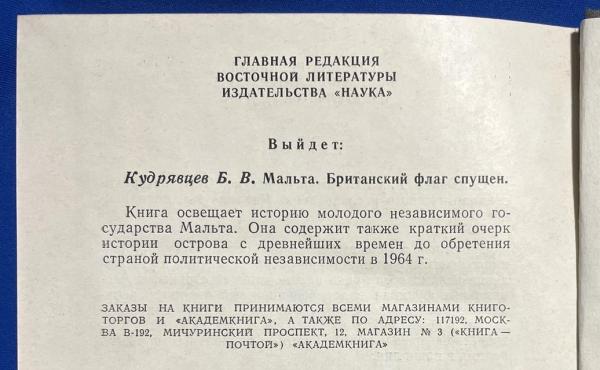 ГЛАВНАЯ РЕДАКЦИЯ
ВОСТОЧНОЙ ЛИТЕРАТУРЫ
ИЗДАТЕЛЬСТВА «НАУКА»
Выйдет:
Кудрявцев Б. В. Мальта. Британский флаг спущен.
Книга освещает историю молодого независимого го-
сударства Мальта. Она содержит также краткий очерк
истории острова с древнейших времен до обретения
страной политической независимости в 1964 г.
ЗАКАЗЫ НА КНИГИ ПРИНИМАЮТСЯ ВСЕМИ МАГАЗИНАМИ КНИГО-
ТОРГОВ И «АКАДЕМКНИГА», А ТАКЖЕ ПО АДРЕСУ: 117192, МОСК-
ВА В-192, МИЧУРИНСКИЙ ПРОСПЕКТ, 12, МАГАЗИН № 3 («КНИГА —
ПОЧТОЙ») «АКАДЕМКНИГА»